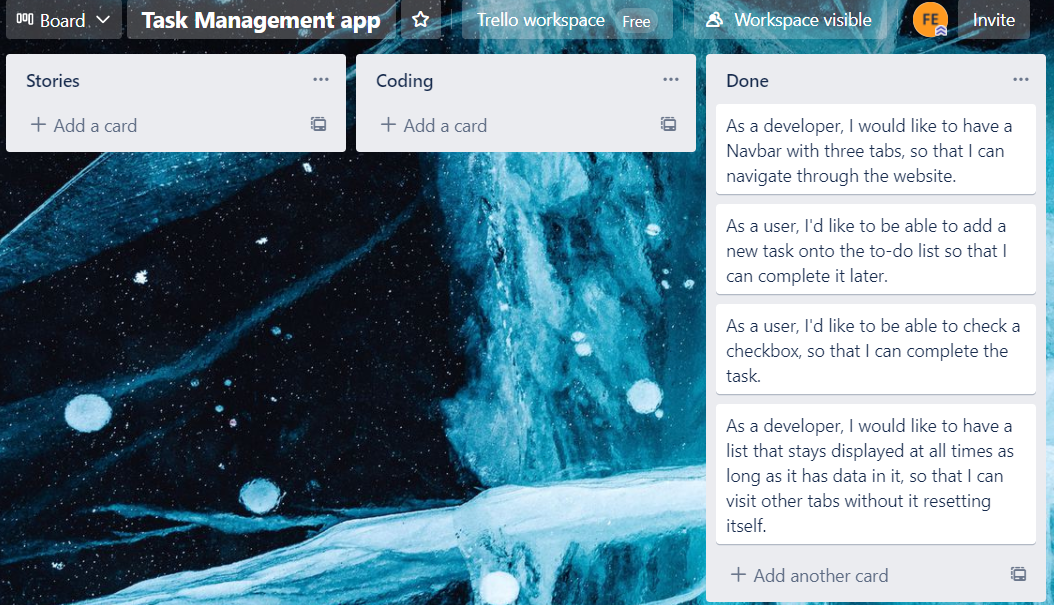 Board
Task Management app
Trello workspace
Free
Workspace visible
FE
Invite
Stories
Add a card
Coding
Add a card
Done
As a developer, I would like to have a
Navbar with three tabs, so that I can
navigate through the website.
As a user, I'd like to be able to add a
new task onto the to-do list so that I
can complete it later.
As a user, I'd like to be able to check a
checkbox, so that I can complete the
task.
As a developer, I would like to have a
list that stays displayed at all times as
long as it has data in it, so that I can
visit other tabs without it resetting
itself.
Add another card